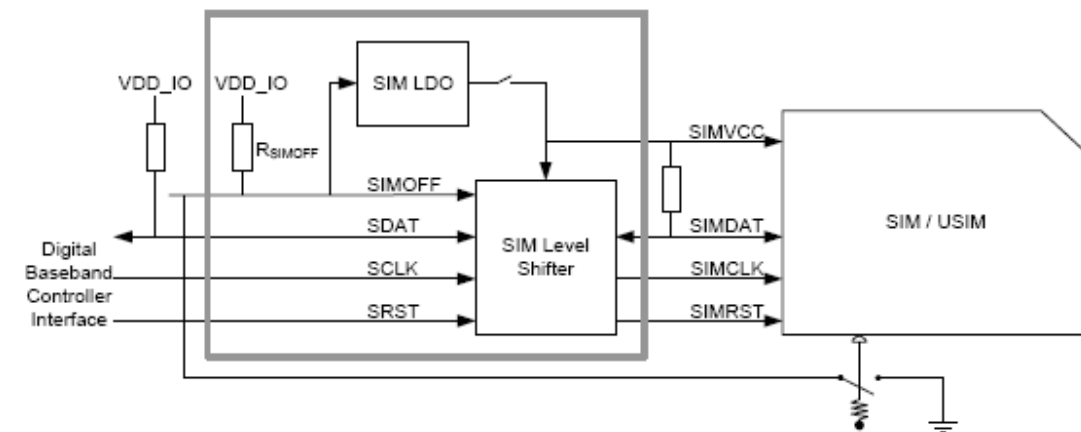 VDD_IO
VDD_IO
SIM LDO
RSIMOFF
SIMVCC
SIMOFF
SDAT
SIMDAT
SIM / USIM
Digital
Baseband
Controller
Interface
SIM Level
Shifter
SCLK
SIMCLK
SRST
SIMRST